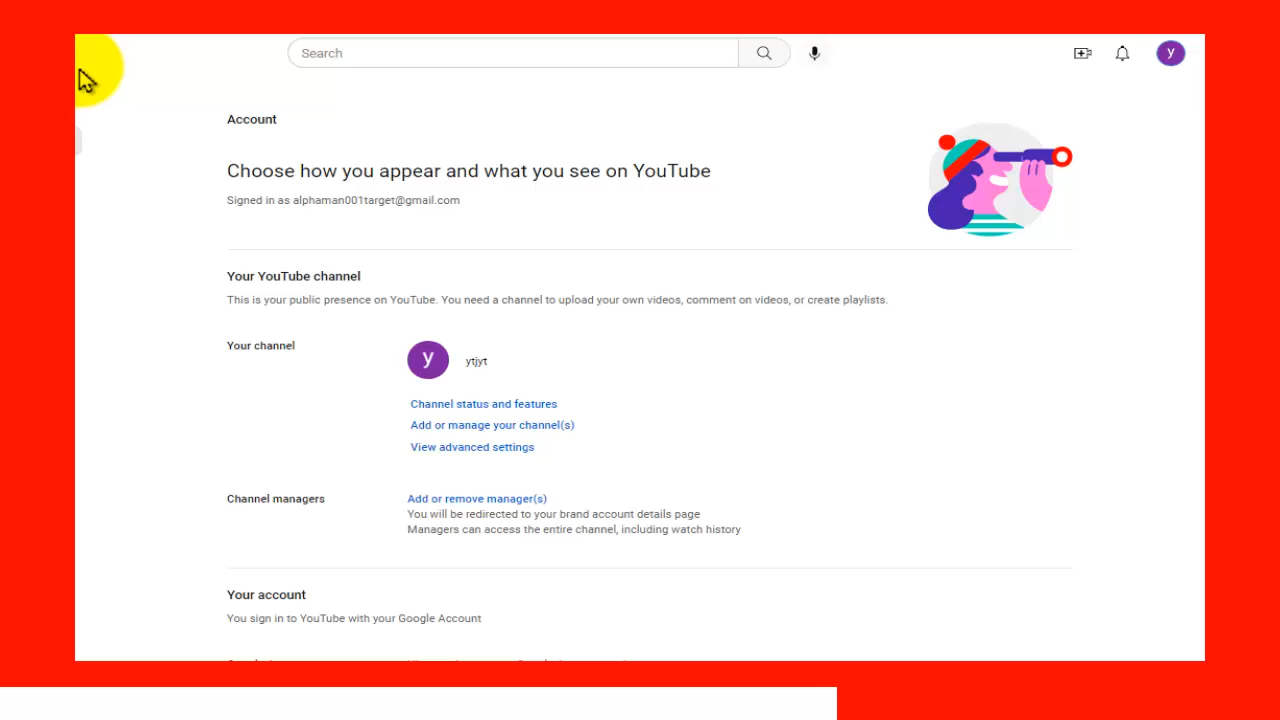 Search
y
Account
Choose how you appear and what you see on YouTube
Signed in as alphaman001target@gmail.com
Your YouTube channel
This is your public presence on YouTube. You need a channel to upload your own videos, comment on videos, or create playlists.
Your channel
y
ytjyt
Channel status and features
Add or manage your channel(s)
View advanced settings
Channel managers
Add or remove manager(s)
You will be redirected to your brand account details page
Managers can access the entire channel, including watch history
Your account
You sign in to YouTube with your Google Account